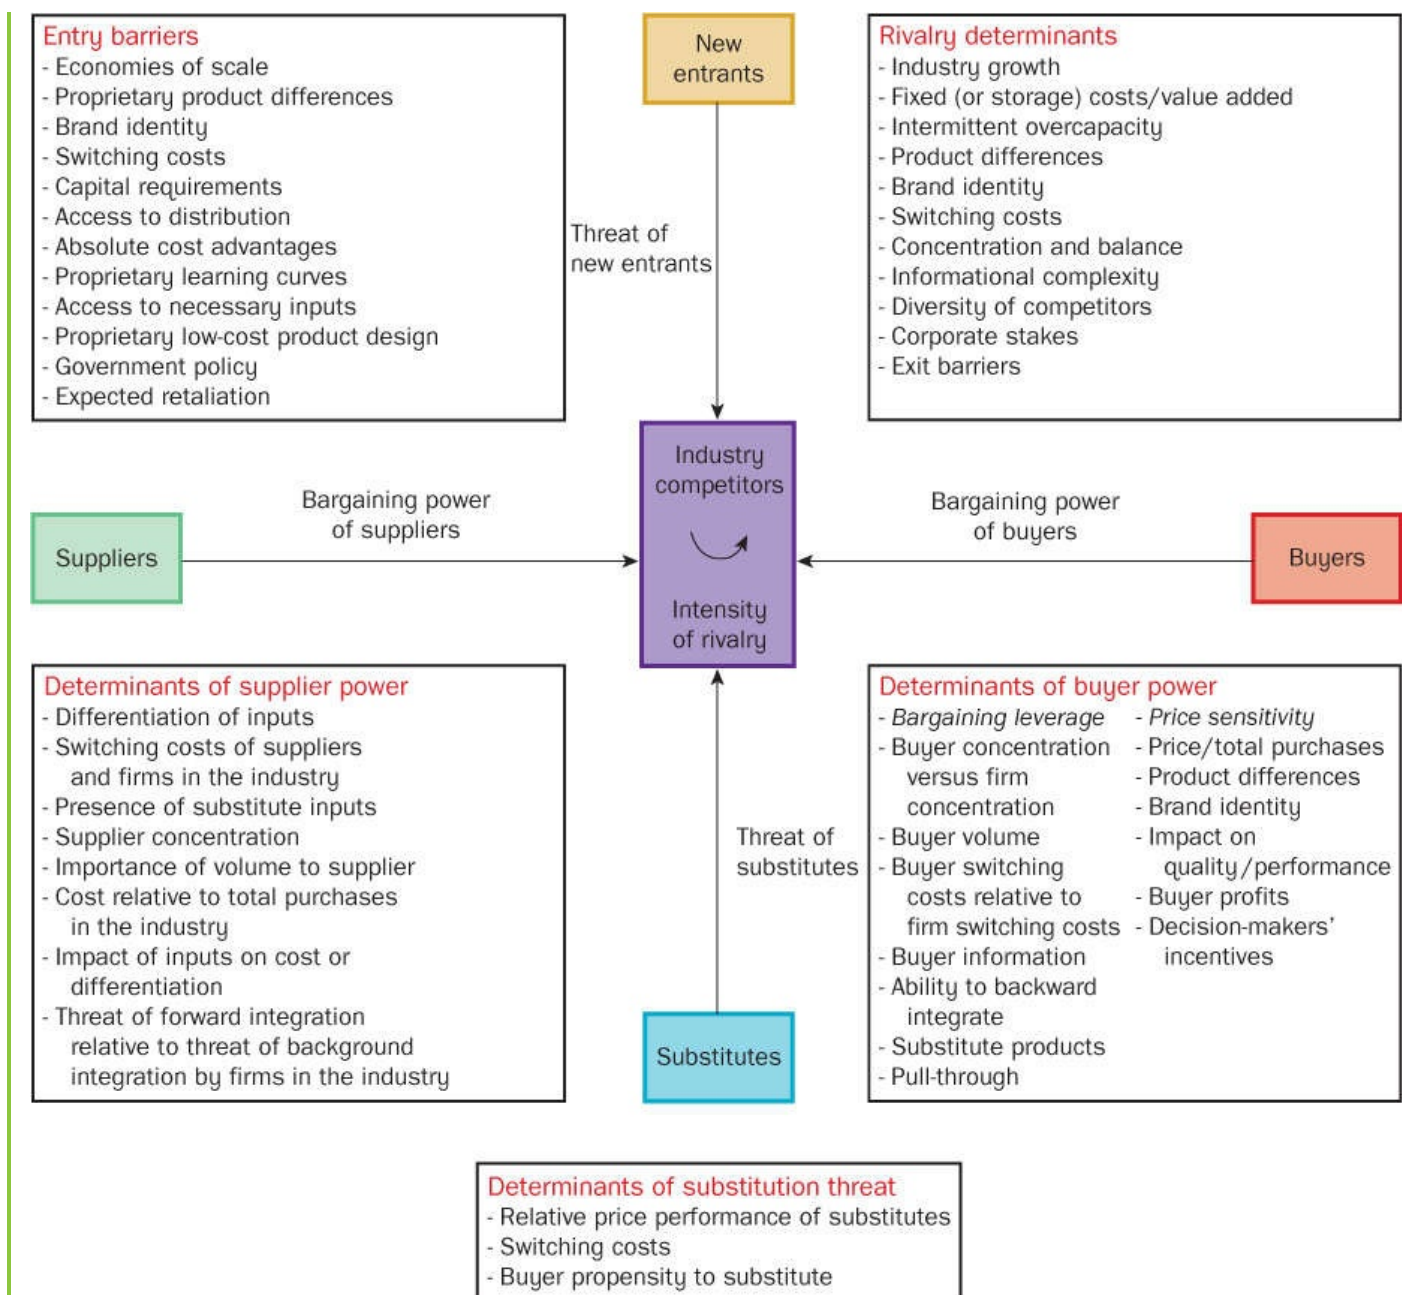 Entry barriers
- Economies of scale
- Proprietary product differences
- Brand identity
- Switching costs
- Capital requirements
- Access to distribution
- Absolute cost advantages
- Proprietary learning curves
- Access to necessary inputs
- Proprietary low-cost product design
- Government policy
- Expected retaliation
New
entrants
Threat of
new entrants
Rivalry determinants
- Industry growth
- Fixed (or storage) costs/value added
- Intermittent overcapacity
- Product differences
- Brand identity
- Switching costs
- Concentration and balance
- Informational complexity
- Diversity of competitors
- Corporate stakes
- Exit barriers
Suppliers
Bargaining power
of suppliers
Industry
competitors
Intensity
of rivalry
Bargaining power
of buyers
Buyers
Determinants of supplier power
- Differentiation of inputs
- Switching costs of suppliers
and firms in the industry
- Presence of substitute inputs
- Supplier concentration
- Importance of volume to supplier
- Cost relative to total purchases
in the industry
- Impact of inputs on cost or
differentiation
- Threat of forward integration
relative to threat of background
integration by firms in the industry
Threat of
substitutes
Substitutes
Determinants of buyer power
- Bargaining leverage
- Buyer concentration
versus firm
concentration
- Buyer volume
- Buyer switching
costs relative to
firm switching costs
- Buyer information
- Ability to backward
integrate
- Substitute products
- Pull-through
- Price sensitivity
- Price/total purchases
- Product differences
- Brand identity
- Impact on
quality/performance
- Buyer profits
- Decision-makers'
incentives
Determinants of substitution threat
- Relative price performance of substitutes
- Switching costs
- Buyer propensity to substitute